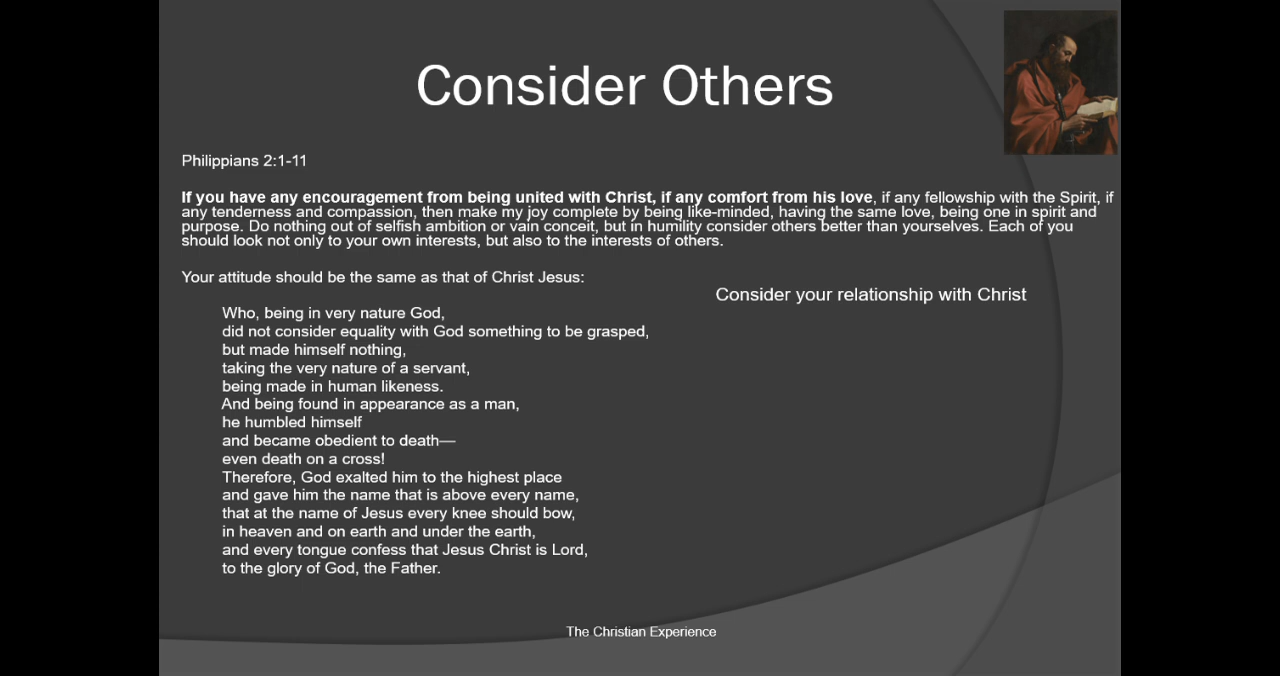 Consider Others
Philippians 2:1-11
If you have any encouragement from being united with Christ, if any comfort from his love, if any fellowship with the Spirit, if
any tenderness and compassion, then make my joy complete by being like-minded, having the same love, being one in spirit and
purpose. Do nothing out of selfish ambition or vain conceit, but in humility consider others better than yourselves. Each of you
should look not only to your own interests, but also to the interests of others.
Your attitude should be the same as that of Christ Jesus:
Consider your relationship with Christ
Who, being in very nature God,
did not consider equality with God something to be grasped,
but made himself nothing,
taking the very nature of a servant,
being made in human likeness.
And being found in appearance as a man,
he humbled himself
and became obedient to death—
even death on a cross!
Therefore, God exalted him to the highest place
and gave him the name that is above every name,
that at the name of Jesus every knee should bow,
in heaven and on earth and under the earth,
and every tongue confess that Jesus Christ is Lord,
to the glory of God, the Father.
The Christian Experience